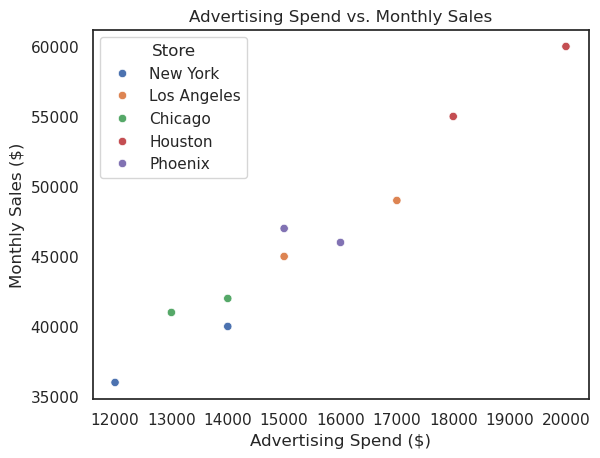 Advertising Spend vs. Monthly Sales
Store
New York
Los Angeles
Chicago
Houston
Phoenix
Monthly Sales ($)
60000
55000
50000
45000
40000
35000
12000 13000 14000 15000 16000 17000 18000 19000 20000
Advertising Spend ($)